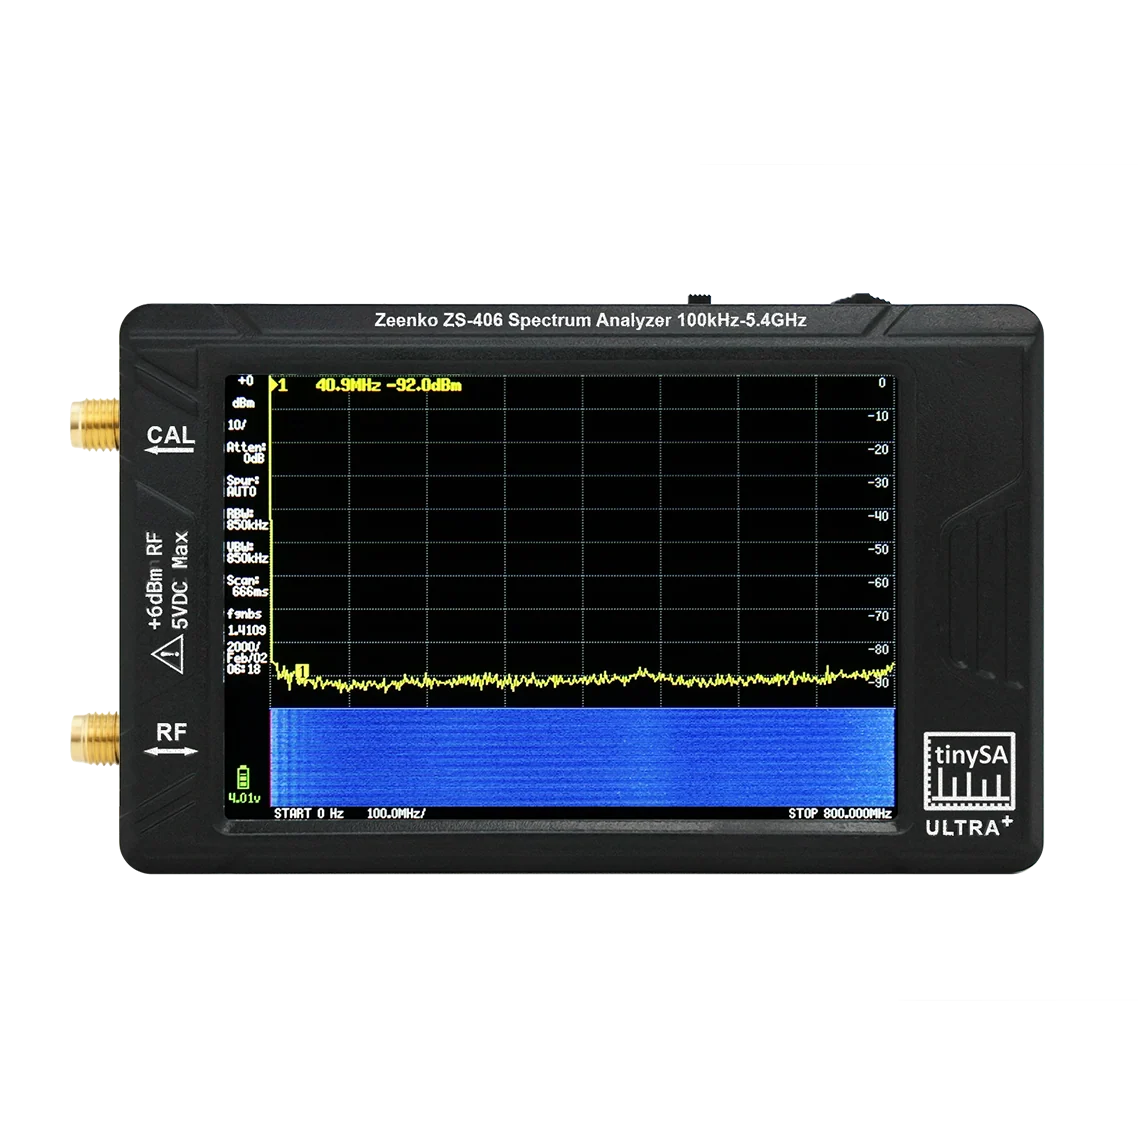 Zeenko ZS-406 Spectrum Analyzer 100kHz-5.4GHz
+0
dBm
10/
Atten:
0dB
Spur:
AUTO
RBW:
850kHz
VBW:
850kHz
Scan:
666ms
fgnbs
1.4109
2000/
Feb/02
06:18
4.01v
1 40.9MHz -92.0dBm
0
-10
-20
-30
-40
-50
-60
-70
-80
-90
1
START 0 Hz 100.0MHz/ STOP 800.000MHz
CAL
+6dBm RF
5VDC Max
RF
tinySA
ULTRA+